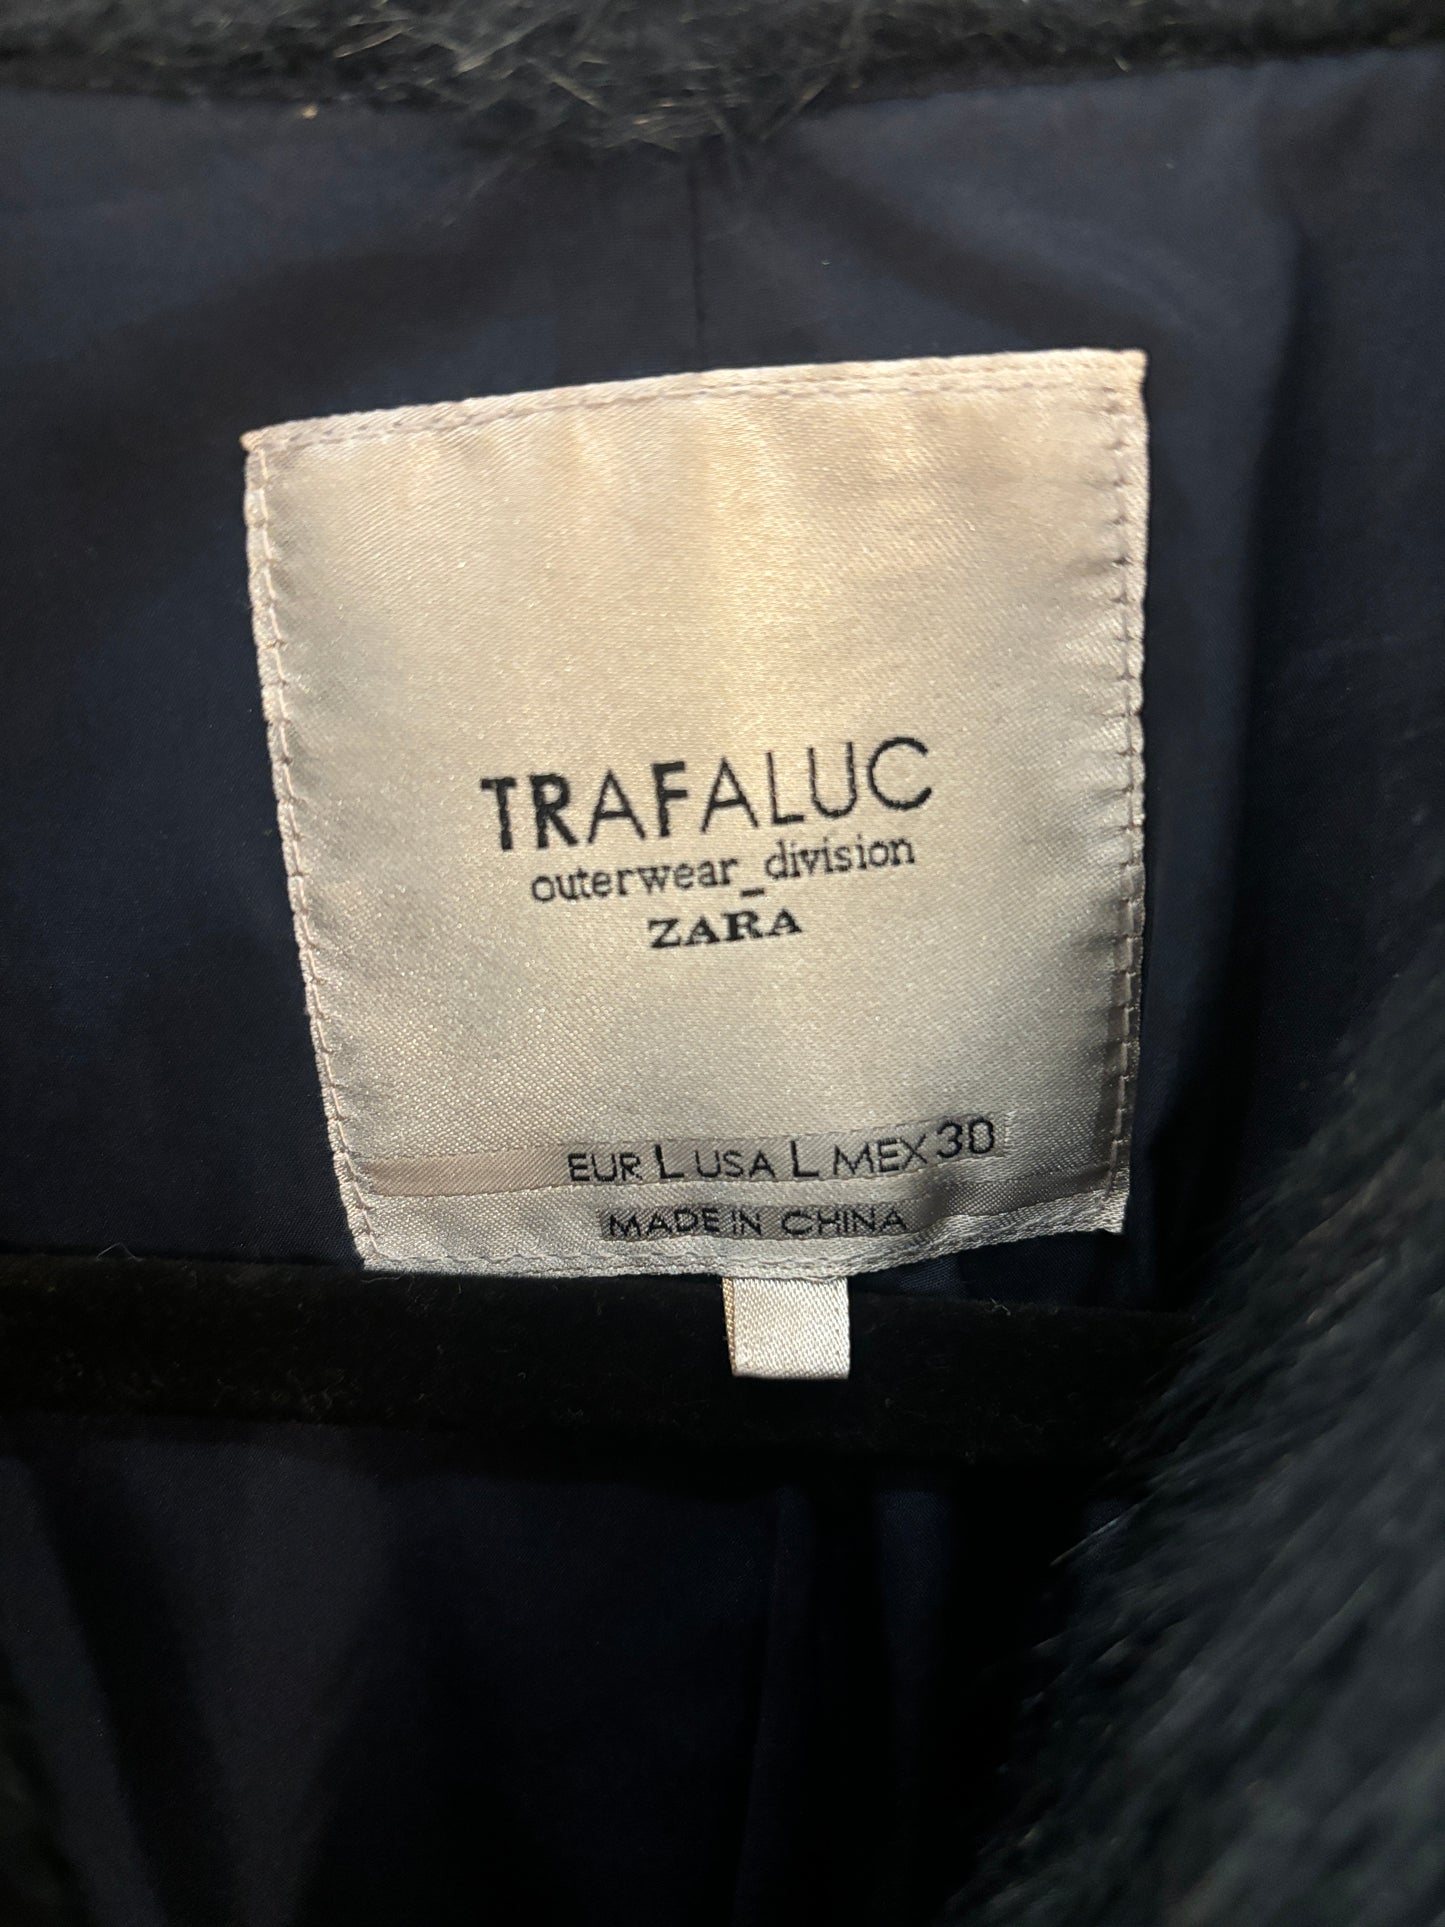 TRAFALUC
outerwear_division
ZARA
EUR L USA L MEX 30
MADE IN CHINA